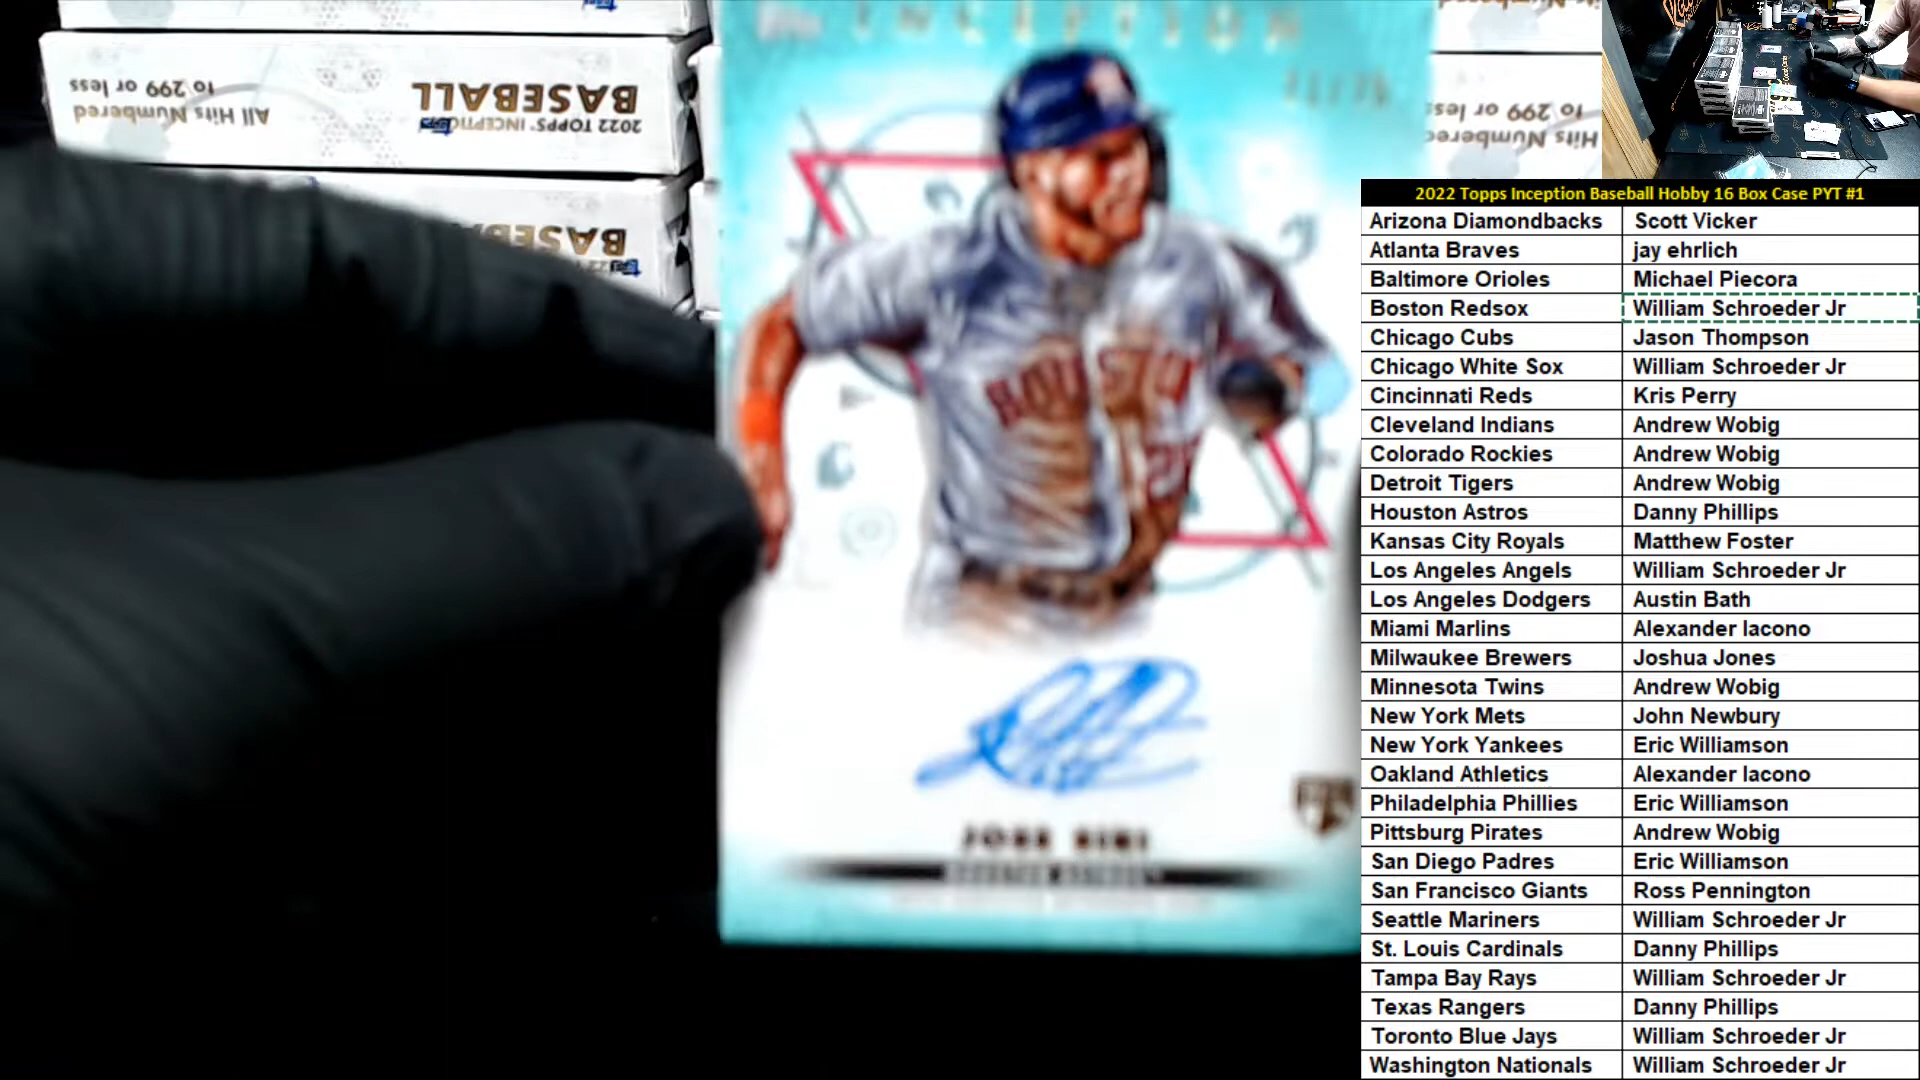 to 299 or less
All Hits Numbered
BASEBALL
2022 TOPPS INCEPTION
BASEBALL
INCEPTION
HOUSTON
JOSE SIRI
to 299 or less
Hits Numbered
2022 Topps Inception Baseball Hobby 16 Box Case PYT #1
Arizona Diamondbacks Scott Vicker
Atlanta Braves jay ehrlich
Baltimore Orioles Michael Piecora
Boston Redsox William Schroeder Jr
Chicago Cubs Jason Thompson
Chicago White Sox William Schroeder Jr
Cincinnati Reds Kris Perry
Cleveland Indians Andrew Wobig
Colorado Rockies Andrew Wobig
Detroit Tigers Andrew Wobig
Houston Astros Danny Phillips
Kansas City Royals Matthew Foster
Los Angeles Angels William Schroeder Jr
Los Angeles Dodgers Austin Bath
Miami Marlins Alexander Iacono
Milwaukee Brewers Joshua Jones
Minnesota Twins Andrew Wobig
New York Mets John Newbury
New York Yankees Eric Williamson
Oakland Athletics Alexander Iacono
Philadelphia Phillies Eric Williamson
Pittsburg Pirates Andrew Wobig
San Diego Padres Eric Williamson
San Francisco Giants Ross Pennington
Seattle Mariners William Schroeder Jr
St. Louis Cardinals Danny Phillips
Tampa Bay Rays William Schroeder Jr
Texas Rangers Danny Phillips
Toronto Blue Jays William Schroeder Jr
Washington Nationals William Schroeder Jr